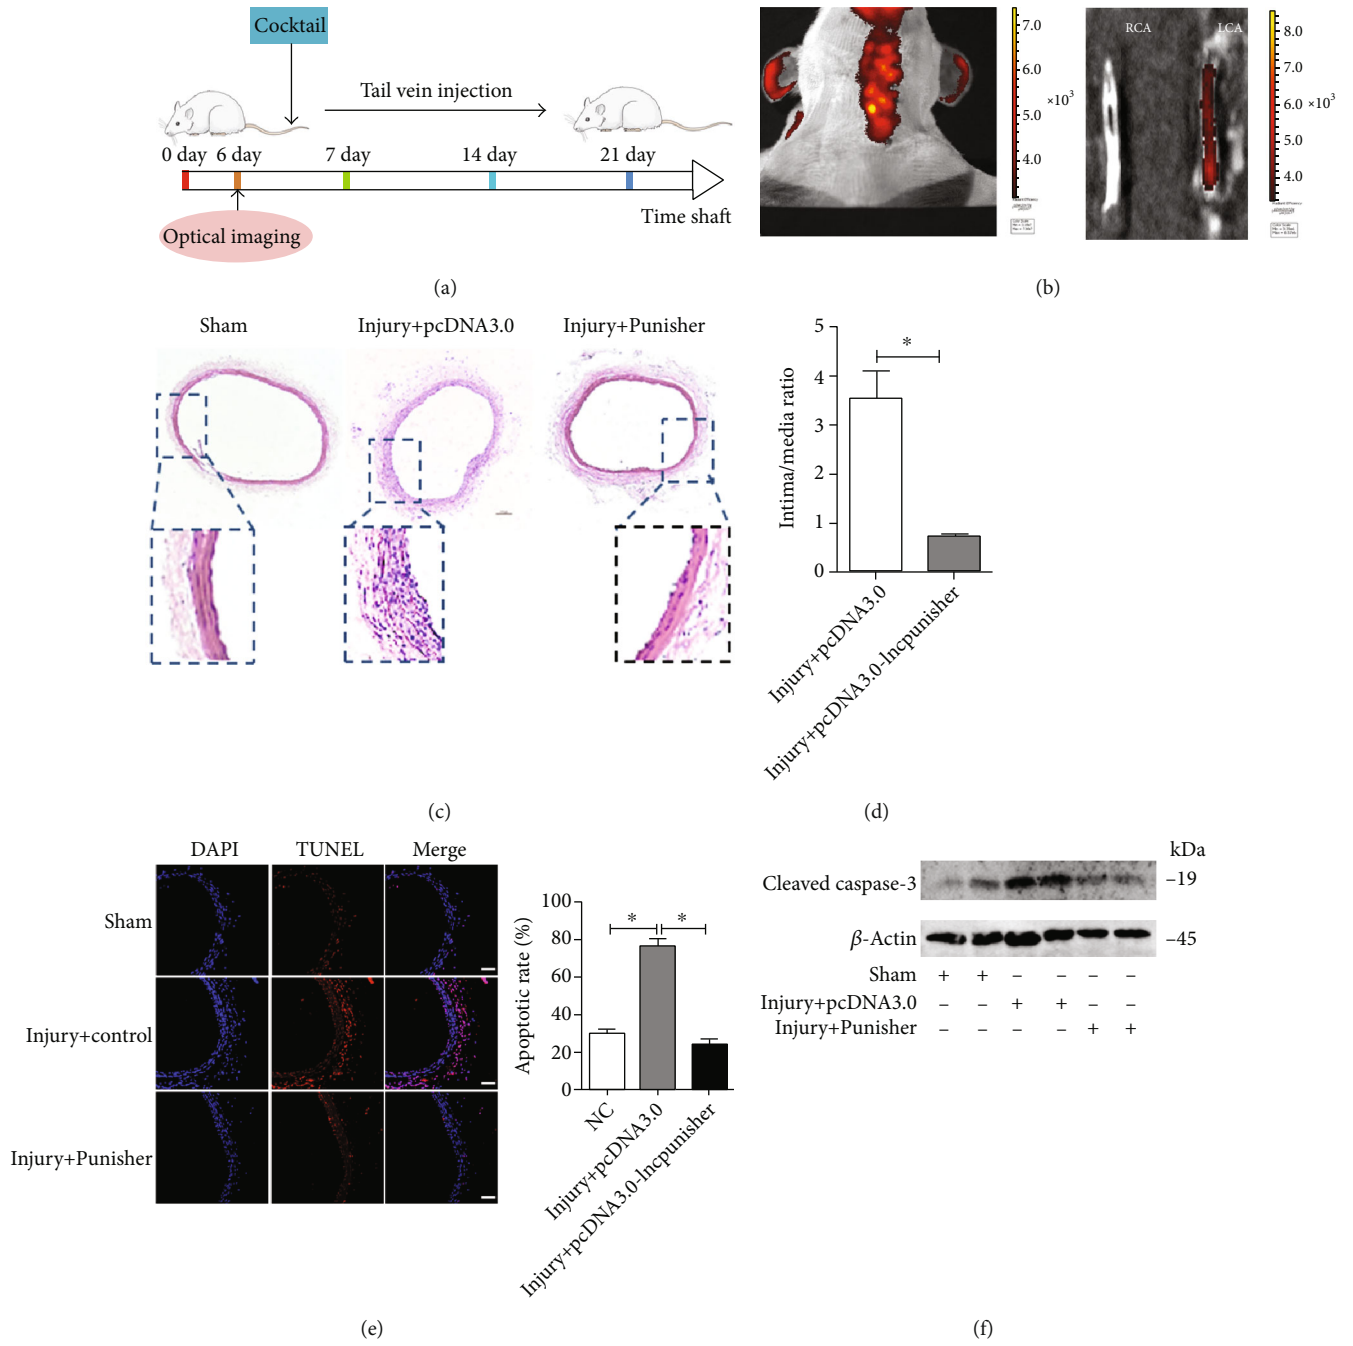 Cocktail
Tail vein injection
0 day 6 day 7 day 14 day 21 day
Time shaft
Optical imaging
(a)
7.0
6.0
×10³
5.0
4.0
RCA LCA
8.0
7.0
6.0 ×10³
5.0
4.0
(b)
Sham Injury+pcDNA3.0 Injury+Punisher
(c)
Intima/media ratio
5
4
3
2
1
0
*
Injury+pcDNA3.0
Injury+pcDNA3.0-lncpunisher
(d)
DAPI TUNEL Merge
Sham
Injury+control
Injury+Punisher
Apoptotic rate (%)
100
80
60
40
20
0
* *
NC
Injury+pcDNA3.0
Injury+pcDNA3.0-lncpunisher
(e)
kDa
Cleaved caspase-3 –19
β-Actin –45
Sham + + – – – –
Injury+pcDNA3.0 – – + + – –
Injury+Punisher – – – – + +
(f)